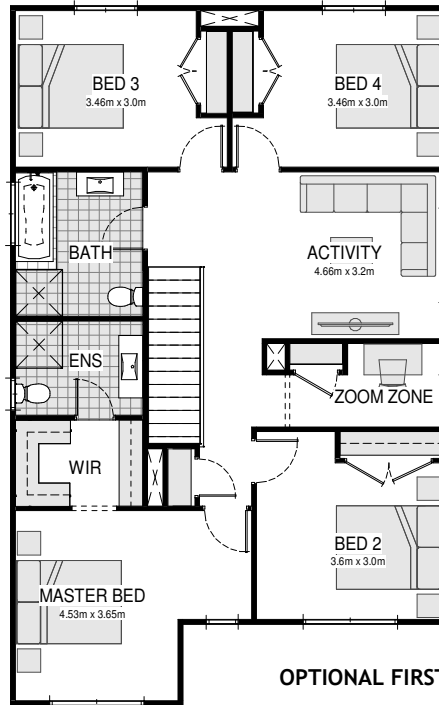 BED 3
3.46m x 3.0m
BED 4
3.46m x 3.0m
BATH
ACTIVITY
4.66m x 3.2m
ENS
ZOOM ZONE
WIR
BED 2
3.6m x 3.0m
MASTER BED
4.53m x 3.65m
OPTIONAL FIRST